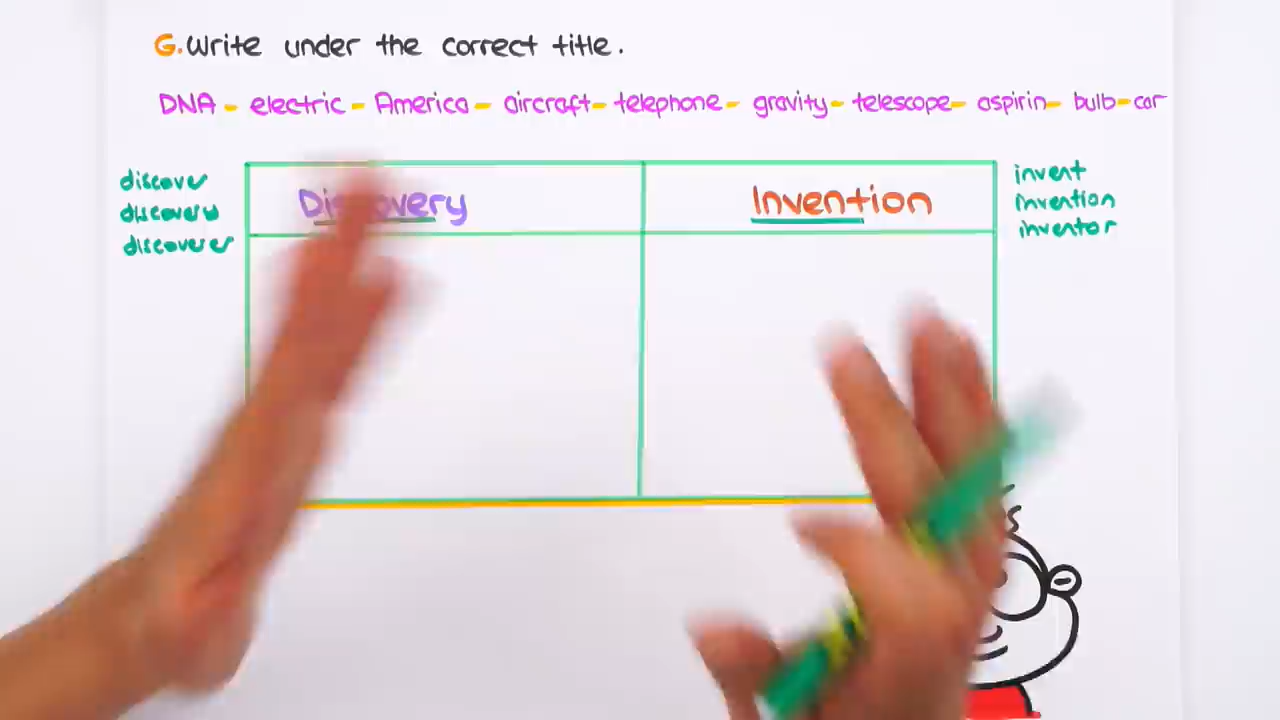 G. Write under the correct title.
DNA - electric - America - aircraft - telephone - gravity - telescope - aspirin - bulb - car
discover
discovery
discoverer
Discovery
Invention
invent
invention
inventor